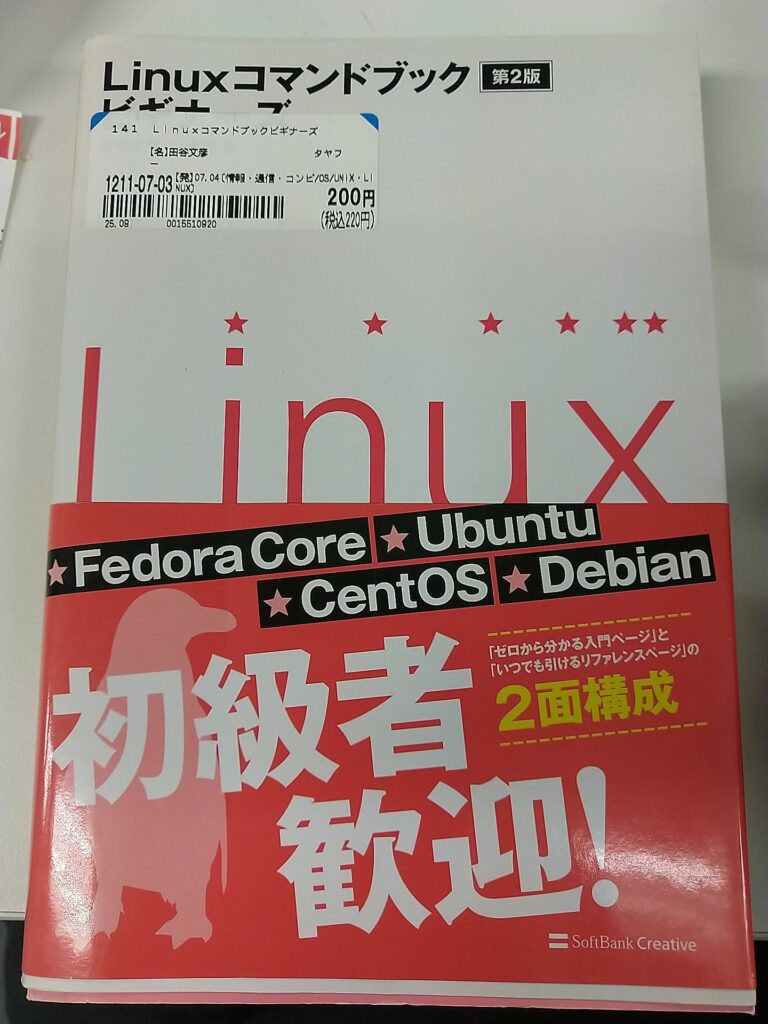 Linuxコマンドブック 第2版
ビギナーズ
141 Linuxコマンドブックビギナーズ
【名】田谷文彦 タヤフ
1211-07-03 【発】07.04【情報・通信・コンピ/OS/UNIX・LI
NUX】
200円
(税込220円)
25.09 0015510920
Linux
★Fedora Core ★Ubuntu
★CentOS ★Debian
「ゼロから分かる入門ページ」と
「いつでも引けるリファレンスページ」の
2面構成
初級者
歓迎!
SoftBank Creative